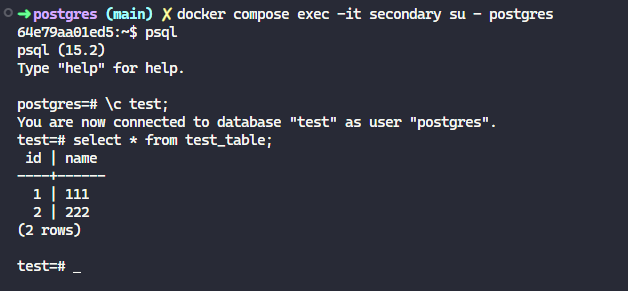 ➜ postgres (main) ✗ docker compose exec -it secondary su - postgres
64e79aa01ed5:~$ psql
psql (15.2)
Type "help" for help.
postgres=# \c test;
You are now connected to database "test" as user "postgres".
test=# select * from test_table;
id | name
----+------
1 | 111
2 | 222
(2 rows)
test=# _